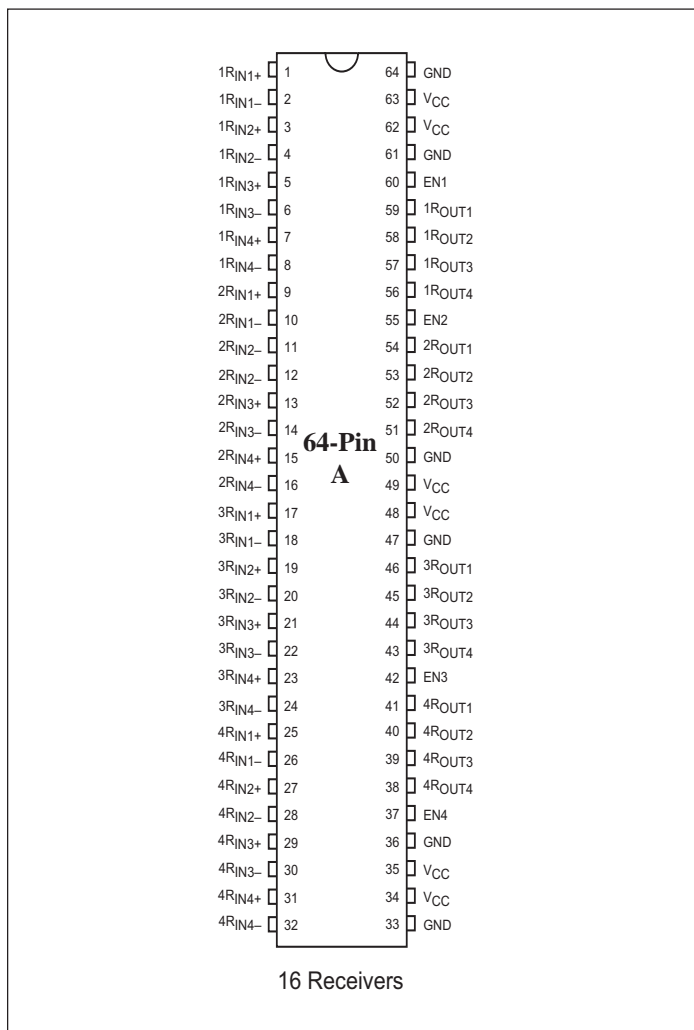 1RIN1+ 1 64 GND
1RIN1– 2 63 VCC
1RIN2+ 3 62 VCC
1RIN2– 4 61 GND
1RIN3+ 5 60 EN1
1RIN3– 6 59 1ROUT1
1RIN4+ 7 58 1ROUT2
1RIN4– 8 57 1ROUT3
2RIN1+ 9 56 1ROUT4
2RIN1– 10 55 EN2
2RIN2– 11 54 2ROUT1
2RIN2– 12 53 2ROUT2
2RIN3+ 13 52 2ROUT3
2RIN3– 14 51 2ROUT4
64-Pin
2RIN4+ 15 50 GND
A
2RIN4– 16 49 VCC
3RIN1+ 17 48 VCC
3RIN1– 18 47 GND
3RIN2+ 19 46 3ROUT1
3RIN2– 20 45 3ROUT2
3RIN3+ 21 44 3ROUT3
3RIN3– 22 43 3ROUT4
3RIN4+ 23 42 EN3
3RIN4– 24 41 4ROUT1
4RIN1+ 25 40 4ROUT2
4RIN1– 26 39 4ROUT3
4RIN2+ 27 38 4ROUT4
4RIN2– 28 37 EN4
4RIN3+ 29 36 GND
4RIN3– 30 35 VCC
4RIN4+ 31 34 VCC
4RIN4– 32 33 GND
16 Receivers